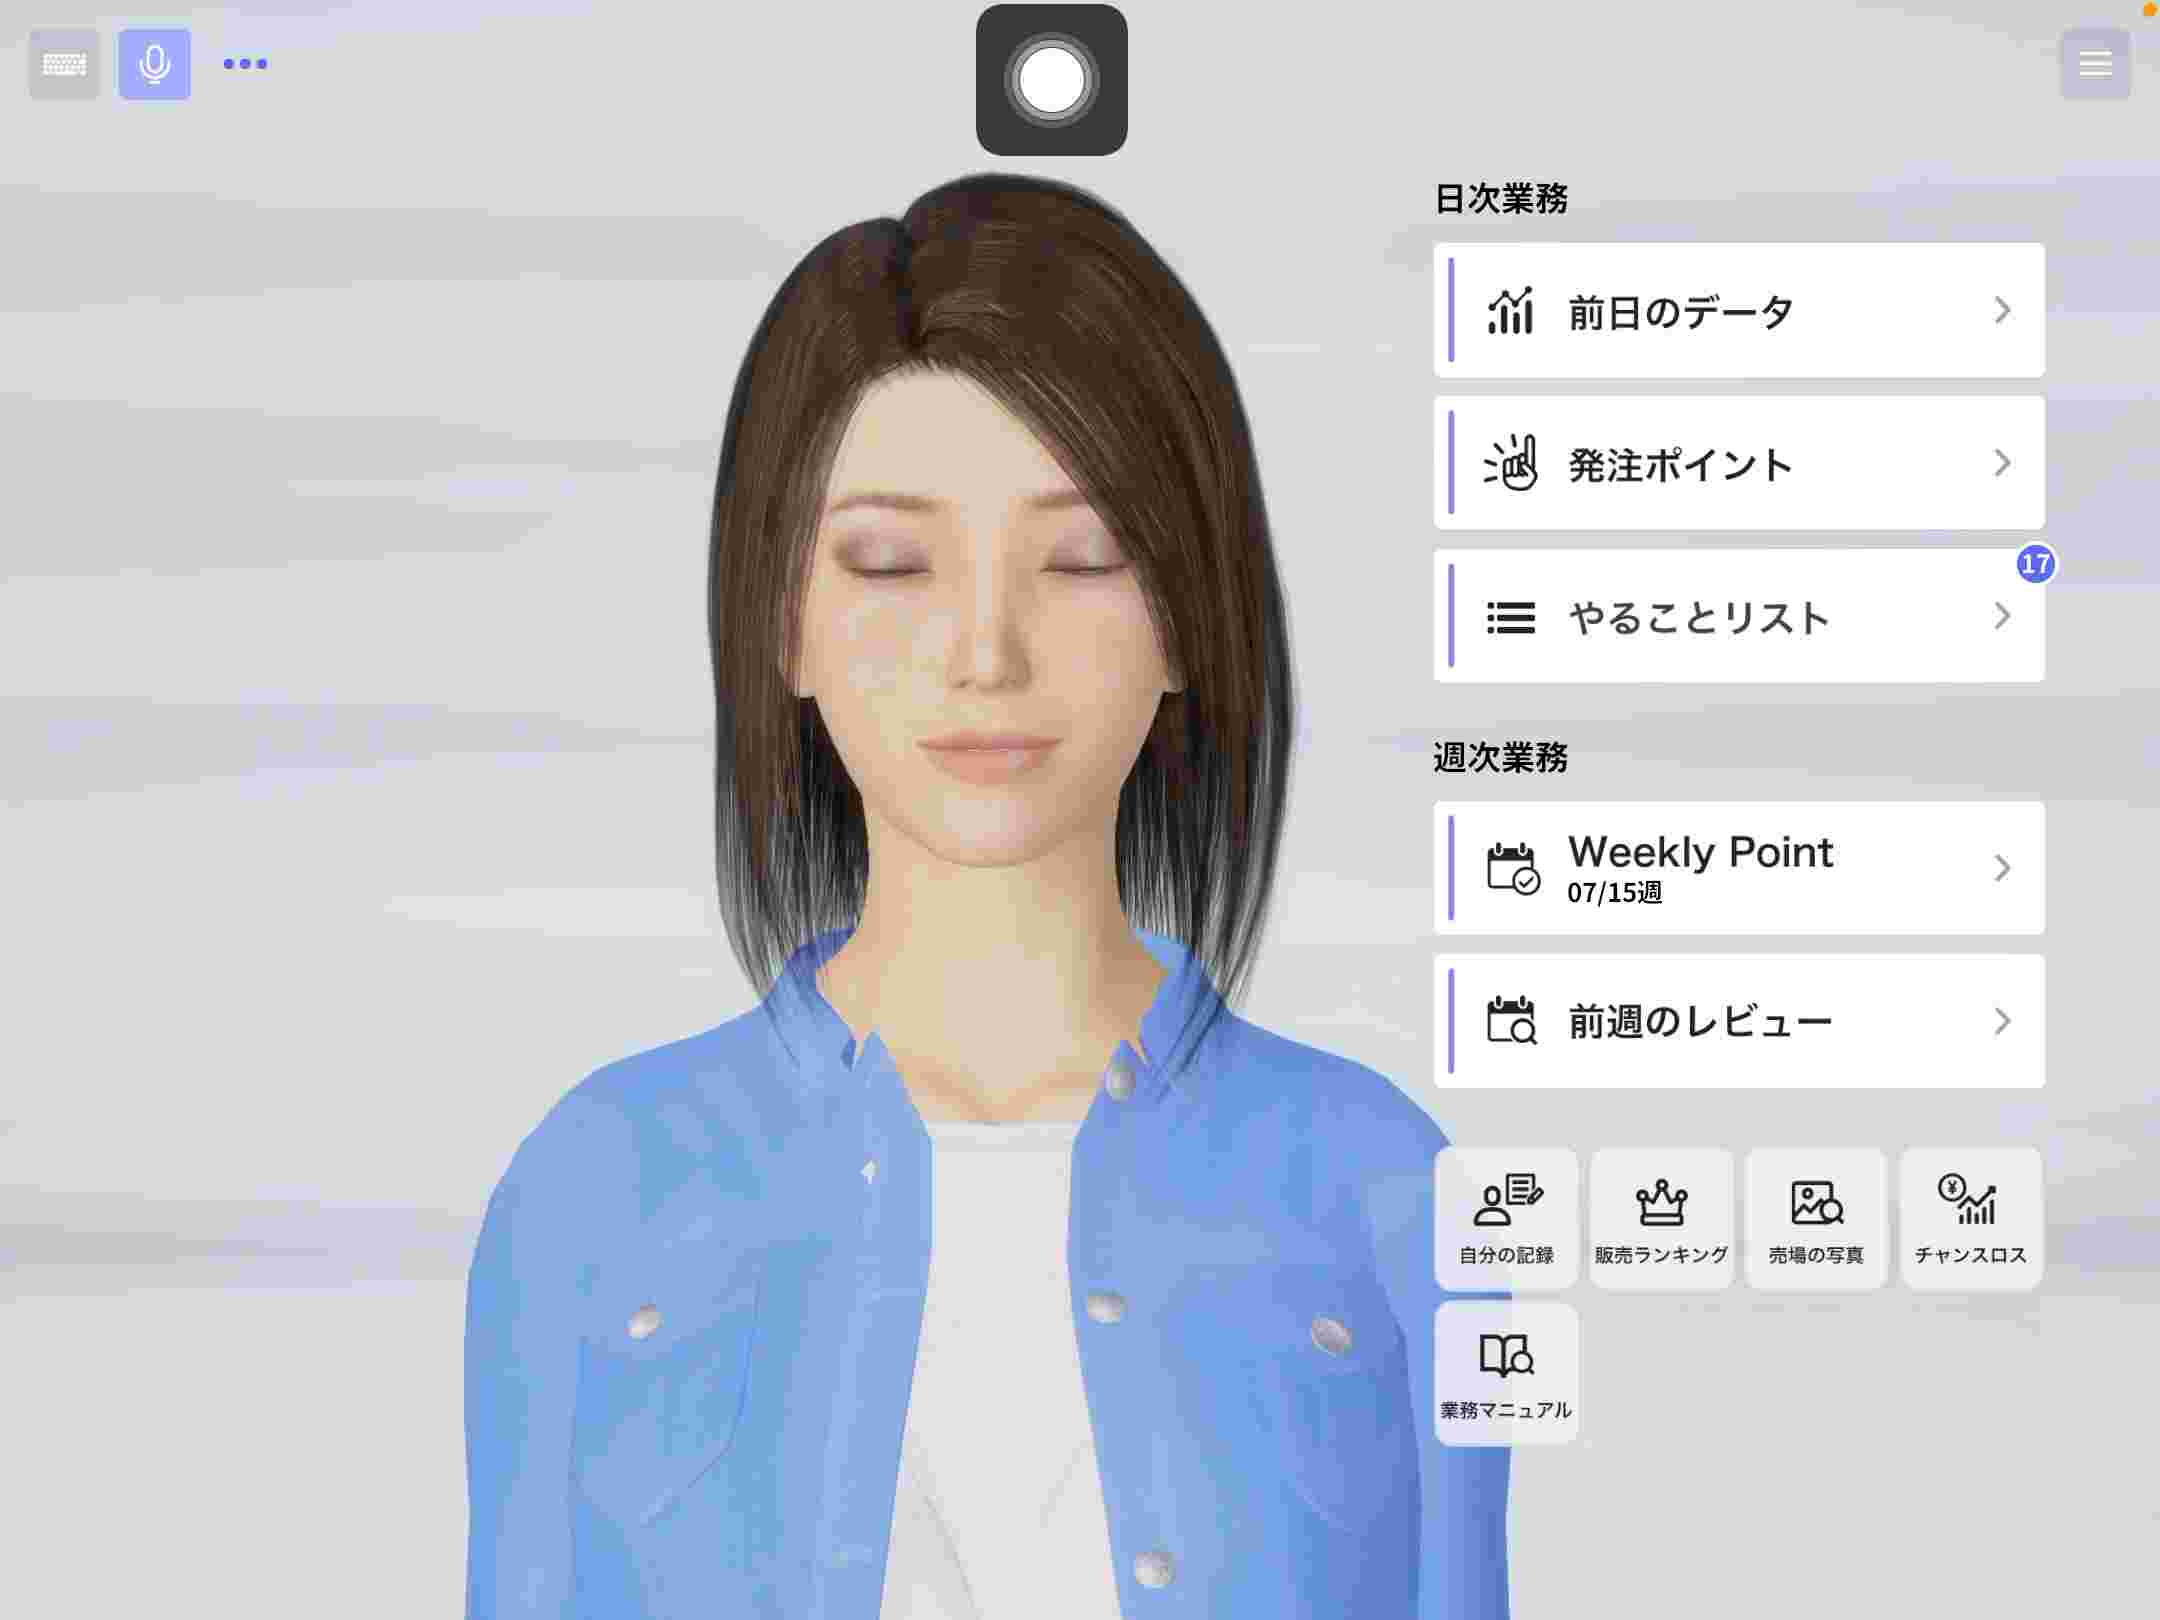 日次業務
前日のデータ
発注ポイント
17
やることリスト
週次業務
Weekly Point
07/15週
前週のレビュー
自分の記録
販売ランキング
売場の写真
チャンスロス
業務マニュアル